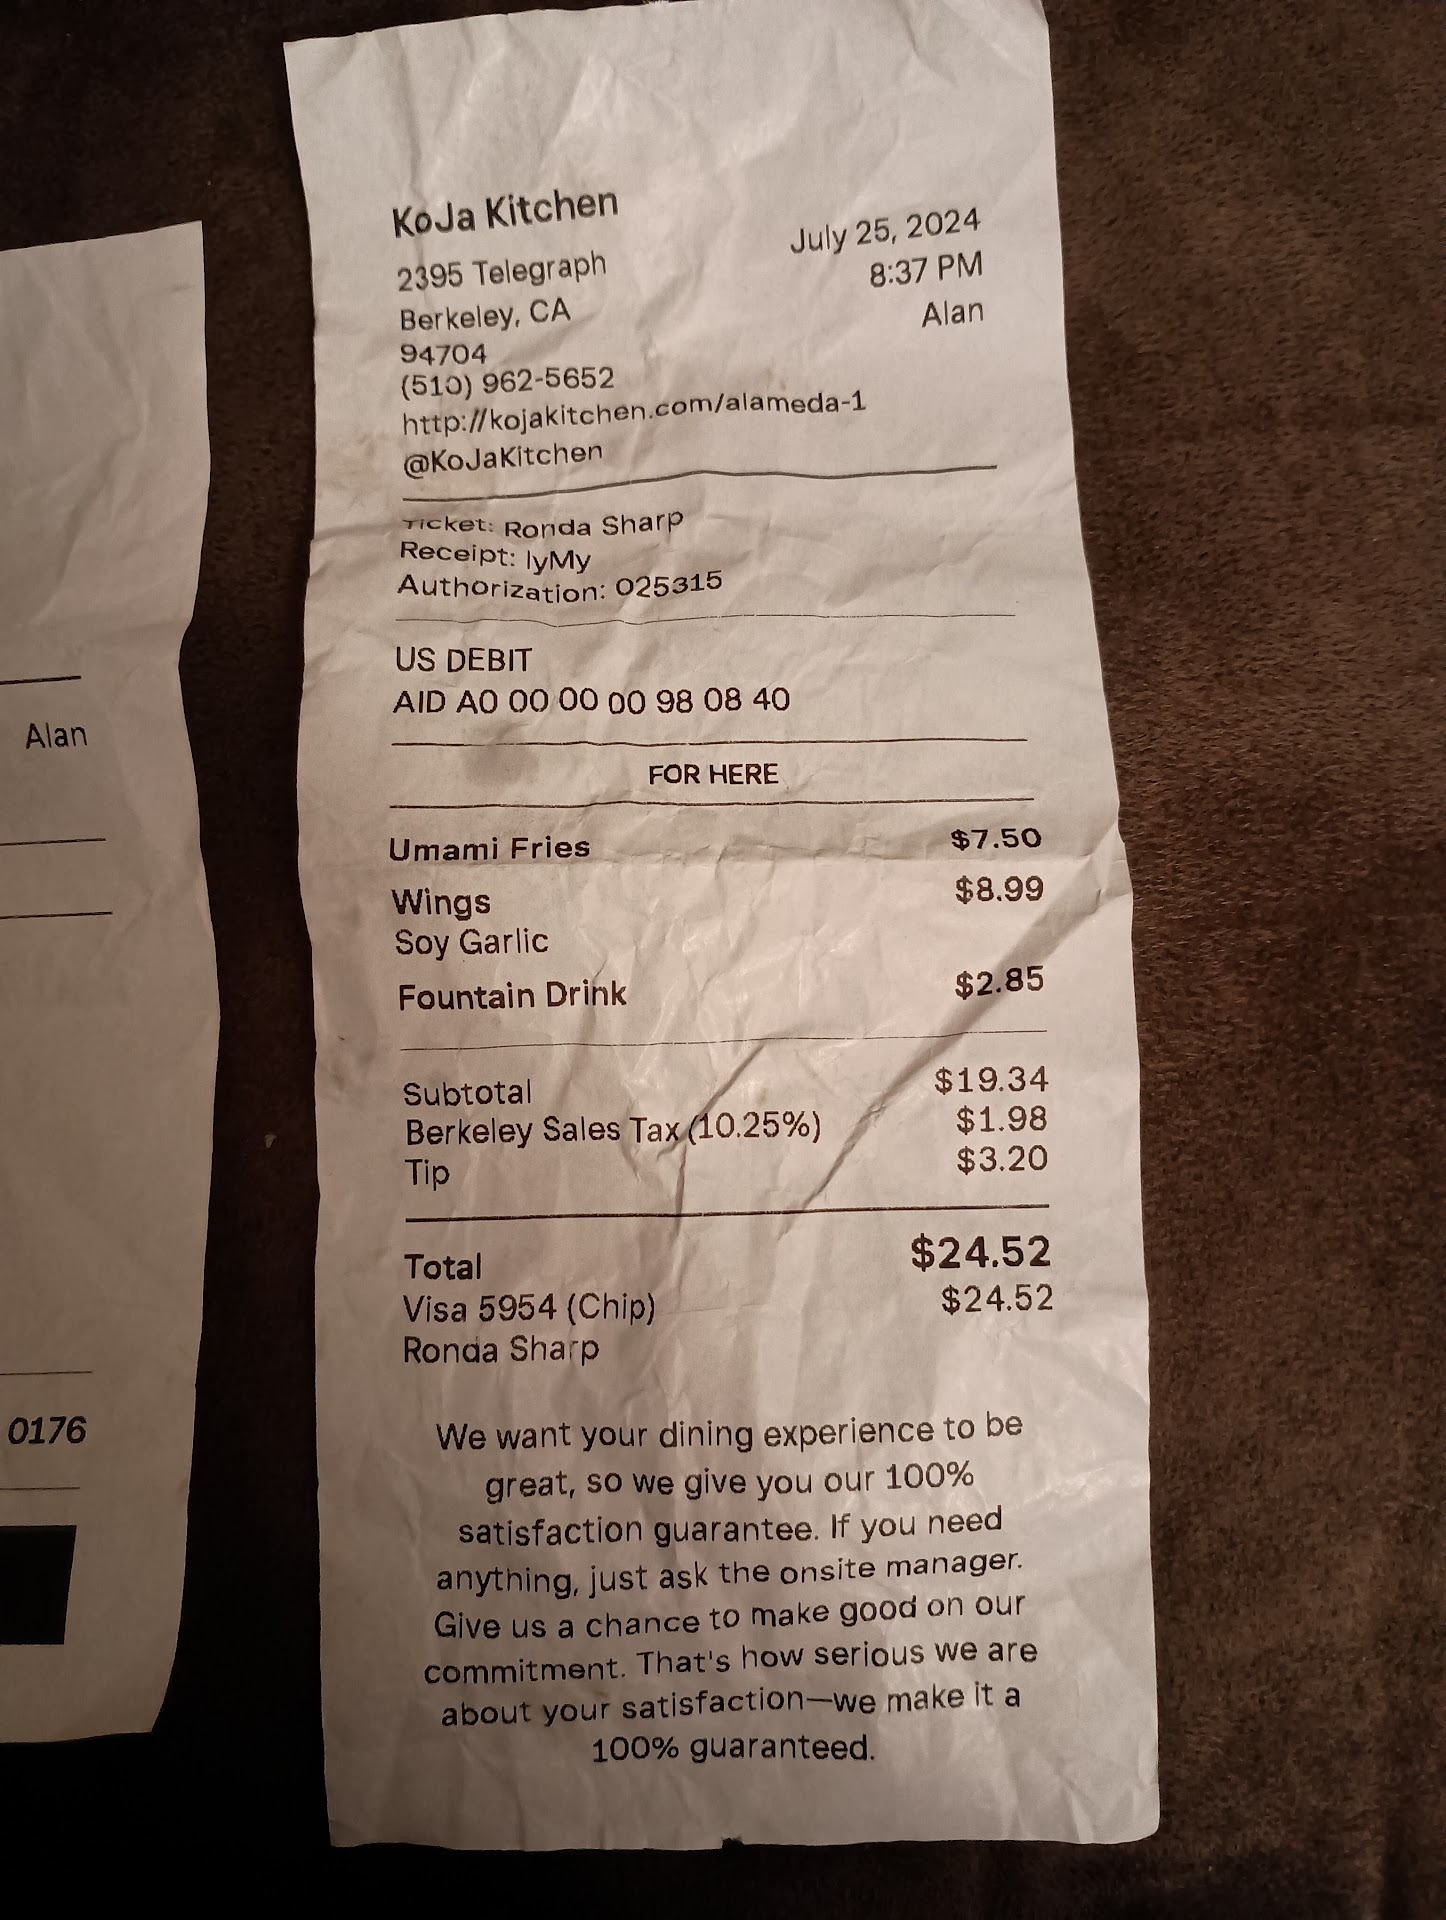 KoJa Kitchen
2395 Telegraph
Berkeley, CA
94704
(510) 962-5652
http://kojakitchen.com/alameda-1
@KoJaKitchen
July 25, 2024
8:37 PM
Alan
Ticket: Ronda Sharp
Receipt: lyMy
Authorization: 025315
US DEBIT
AID A0 00 00 00 98 08 40
FOR HERE
Umami Fries $7.50
Wings $8.99
Soy Garlic
Fountain Drink $2.85
Subtotal $19.34
Berkeley Sales Tax (10.25%) $1.98
Tip $3.20
Total $24.52
Visa 5954 (Chip) $24.52
Ronda Sharp
We want your dining experience to be
great, so we give you our 100%
satisfaction guarantee. If you need
anything, just ask the onsite manager.
Give us a chance to make good on our
commitment. That's how serious we are
about your satisfaction—we make it a
100% guaranteed.
Alan
0176